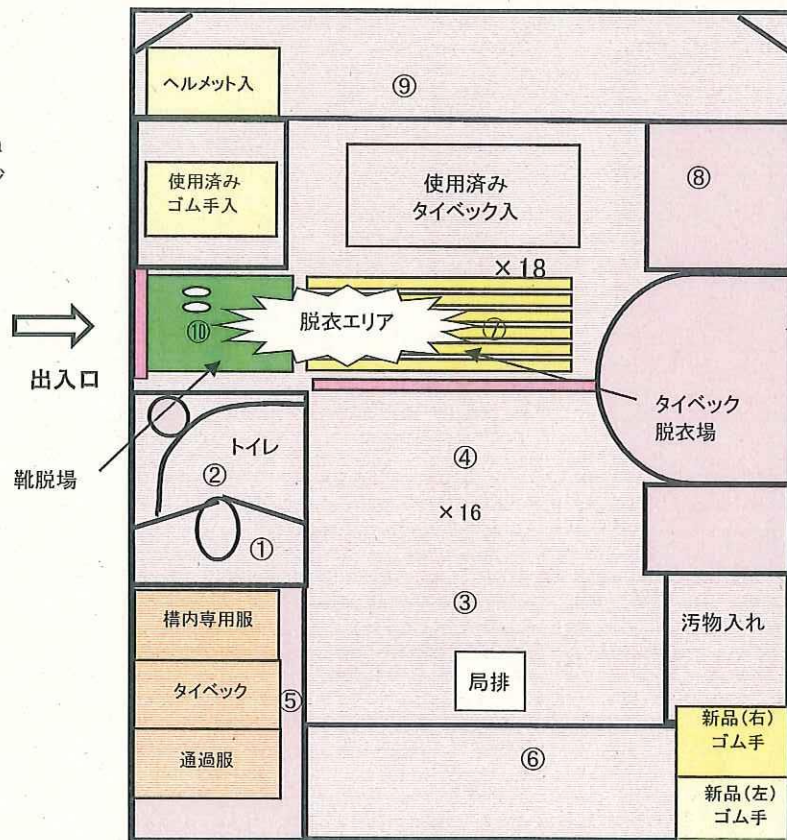 ヘルメット入
⑨
使用済み
ゴム手入
使用済み
タイベック入
⑧
×18
⑩
脱衣エリア
⑦
出入口
タイベック
脱衣場
靴脱場
トイレ
②
④
×16
①
③
構内専用服
汚物入れ
局排
タイベック
⑤
新品(右)
ゴム手
通過服
⑥
新品(左)
ゴム手